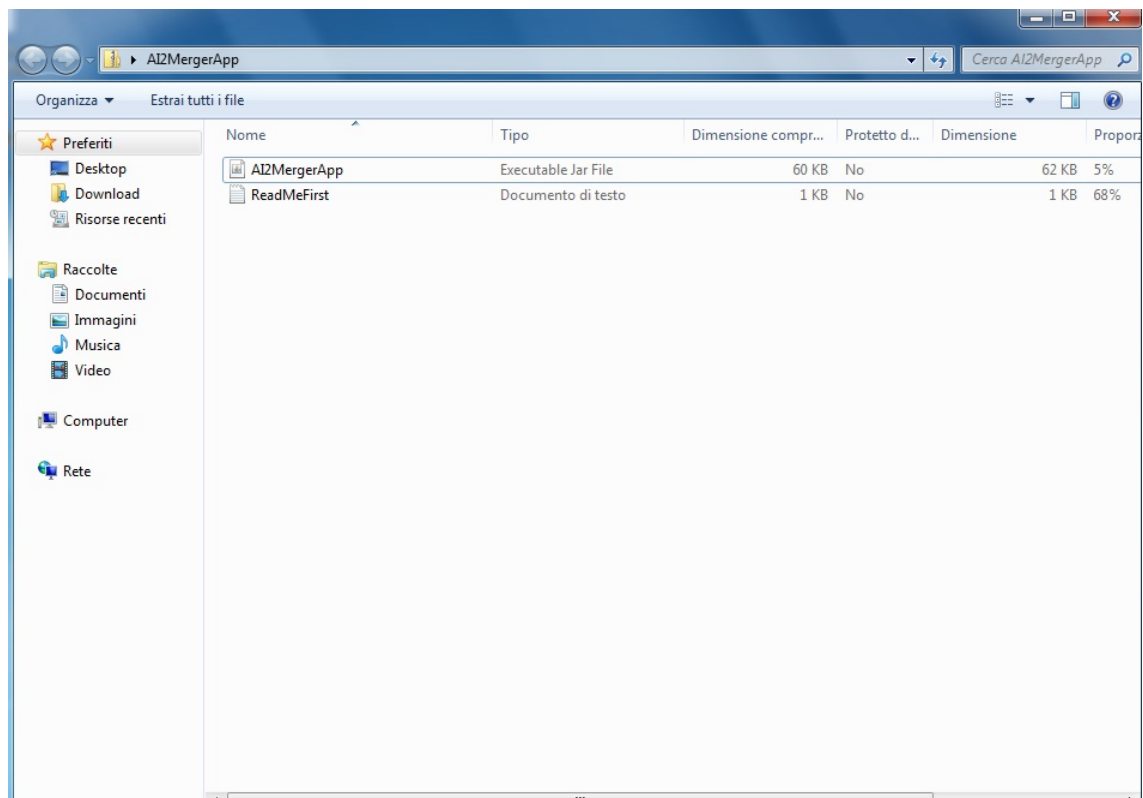 AI2MergerApp
Cerca AI2MergerApp
Organizza
Estrai tutti i file
Preferiti
Desktop
Download
Risorse recenti
Raccolte
Documenti
Immagini
Musica
Video
Computer
Rete
Nome Tipo Dimensione compr... Protetto d... Dimensione Proporz
AI2MergerApp Executable Jar File 60 KB No 62 KB 5%
ReadMeFirst Documento di testo 1 KB No 1 KB 68%